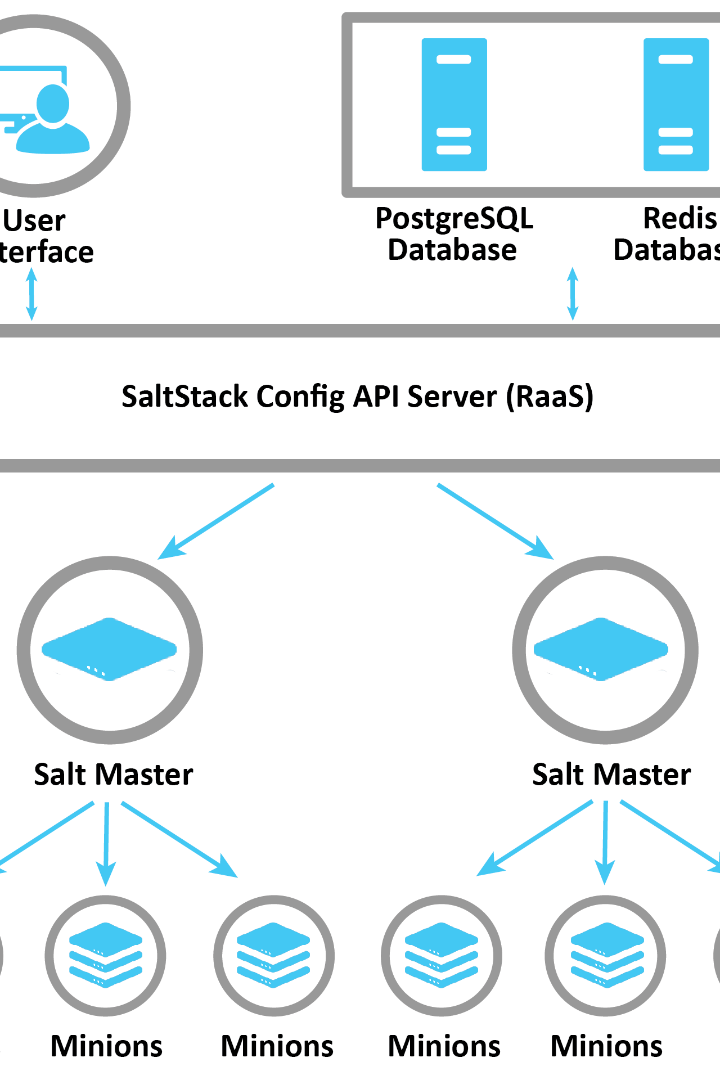 User
terface
PostgreSQL
Database
Redis
Databas
SaltStack Config API Server (RaaS)
Salt Master
Salt Master
Minions
Minions
Minions
Minions